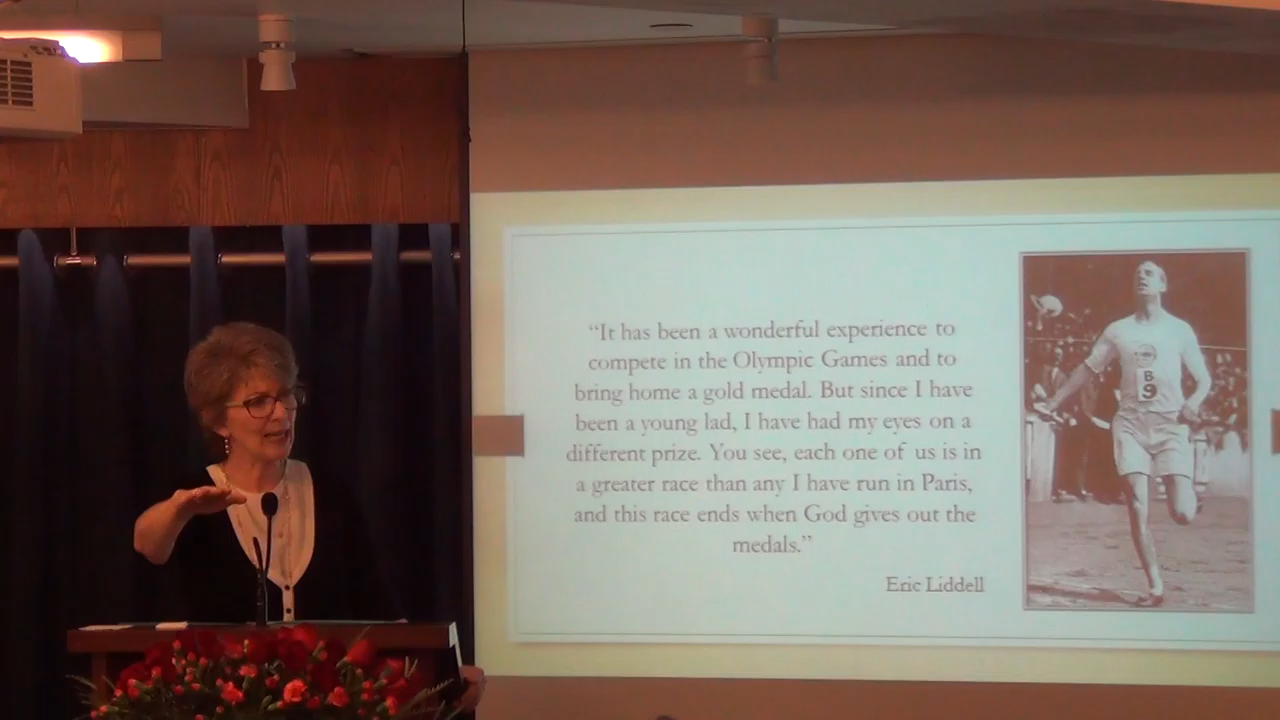 “It has been a wonderful experience to
compete in the Olympic Games and to
bring home a gold medal. But since I have
been a young lad, I have had my eyes on a
different prize. You see, each one of us is in
a greater race than any I have run in Paris,
and this race ends when God gives out the
medals.”
Eric Liddell
B
9